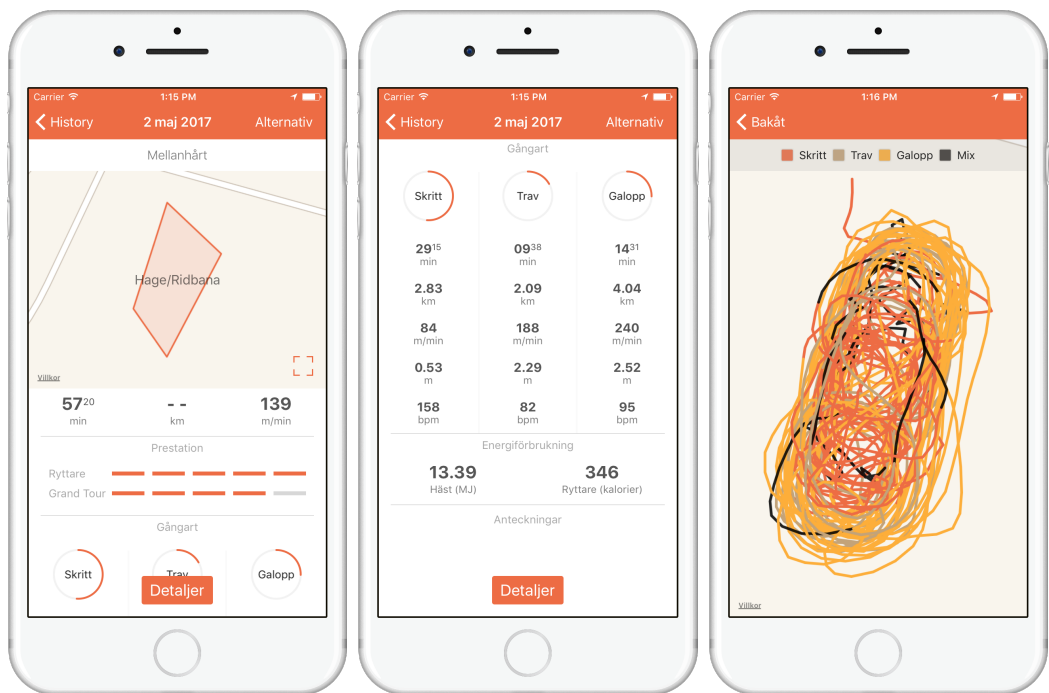 Carrier 1:15 PM
History 2 maj 2017 Alternativ
Mellanhårt
Hage/Ridbana
Villkor
57²⁰ - - 139
min km m/min
Prestation
Ryttare
Grand Tour
Gångart
Skritt Trav Galopp
Detaljer
Carrier 1:15 PM
History 2 maj 2017 Alternativ
Gångart
Skritt Trav Galopp
29¹⁵ 09³⁸ 14³¹
min min min
2.83 2.09 4.04
km km km
84 188 240
m/min m/min m/min
0.53 2.29 2.52
m m m
158 82 95
bpm bpm bpm
Energiförbrukning
13.39 346
Häst (MJ) Ryttare (kalorier)
Anteckningar
Detaljer
Carrier 1:16 PM
Bakåt
Skritt Trav Galopp Mix
Villkor